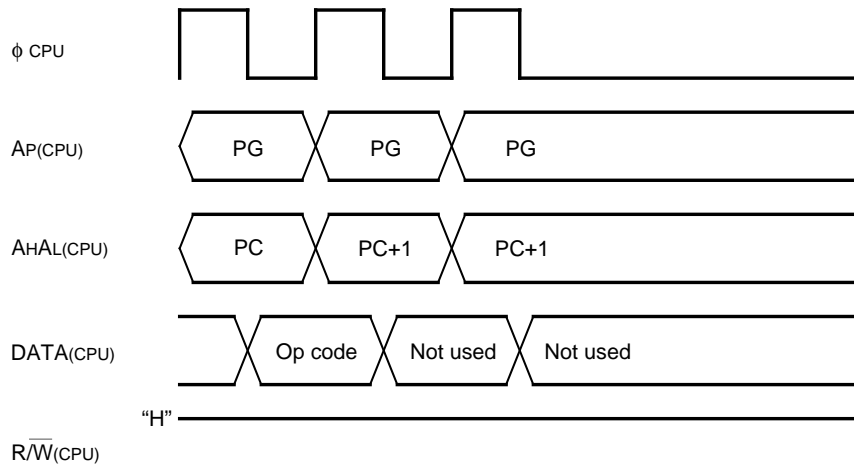 ϕ CPU
AP(CPU) PG PG PG
AHAL(CPU) PC PC+1 PC+1
DATA(CPU) Op code Not used Not used
“H”
R/W̅(CPU)